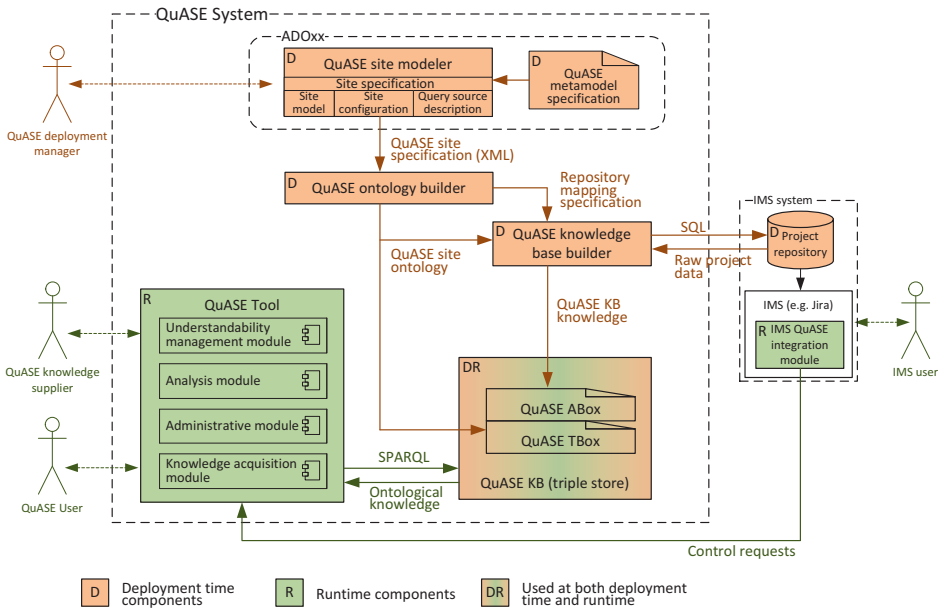 QuASE System
ADOxx
D
QuASE site modeler
Site specification
Site
model
Site
configuration
Query source
description
D
QuASE
metamodel
specification
QuASE deployment
manager
QuASE site
specification (XML)
D
QuASE ontology builder
Repository
mapping
specification
D
QuASE knowledge
base builder
QuASE site
ontology
SQL
Raw project
data
IMS system
D
Project
repository
IMS (e.g. Jira)
R
IMS QuASE
integration
module
IMS user
QuASE KB
knowledge
R
QuASE Tool
Understandability
management module
Analysis module
Administrative module
Knowledge acquisition
module
QuASE knowledge
supplier
QuASE User
DR
QuASE ABox
QuASE TBox
QuASE KB (triple store)
SPARQL
Ontological
knowledge
Control requests
D
Deployment time
components
R
Runtime components
DR
Used at both deployment
time and runtime